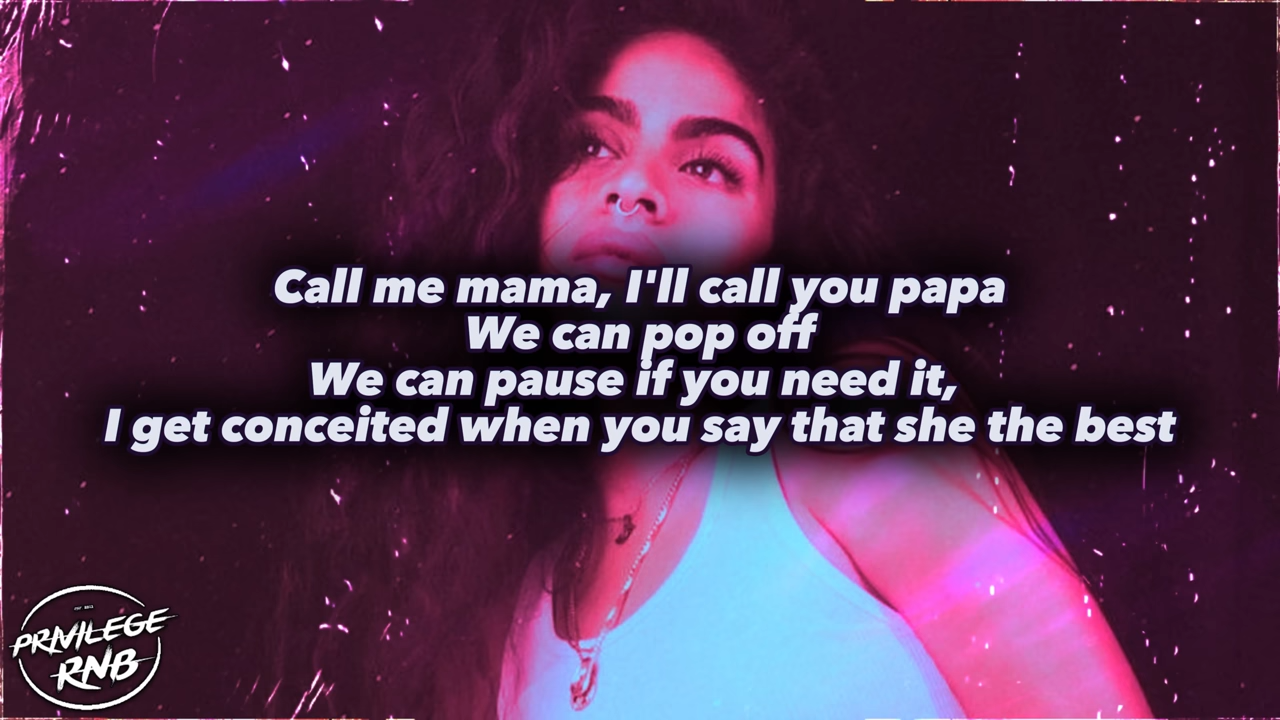 Call me mama, I'll call you papa
We can pop off
We can pause if you need it,
I get conceited when you say that she the best
PRIVILEGE
RNB